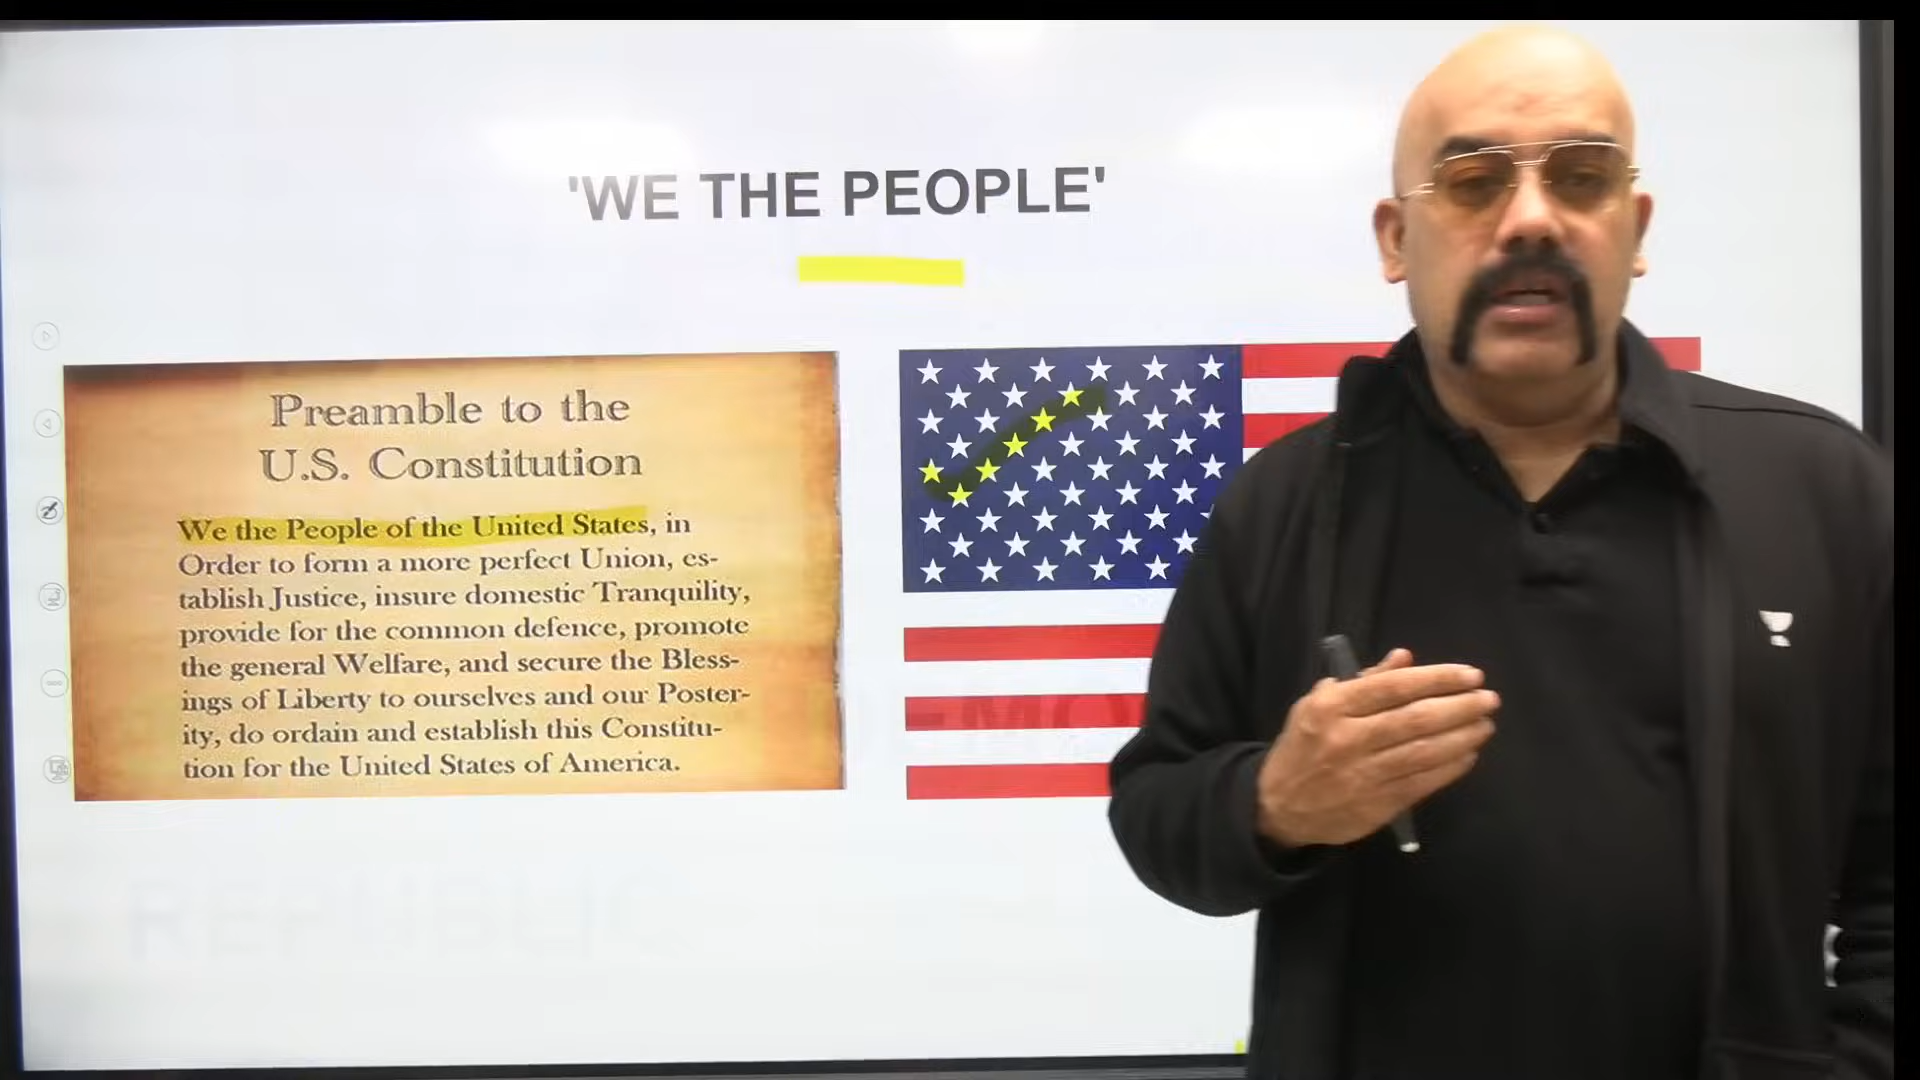 'WE THE PEOPLE'
Preamble to the
U.S. Constitution
We the People of the United States, in
Order to form a more perfect Union, es-
tablish Justice, insure domestic Tranquility,
provide for the common defence, promote
the general Welfare, and secure the Bless-
ings of Liberty to ourselves and our Poster-
ity, do ordain and establish this Constitu-
tion for the United States of America.
REPUBLIC